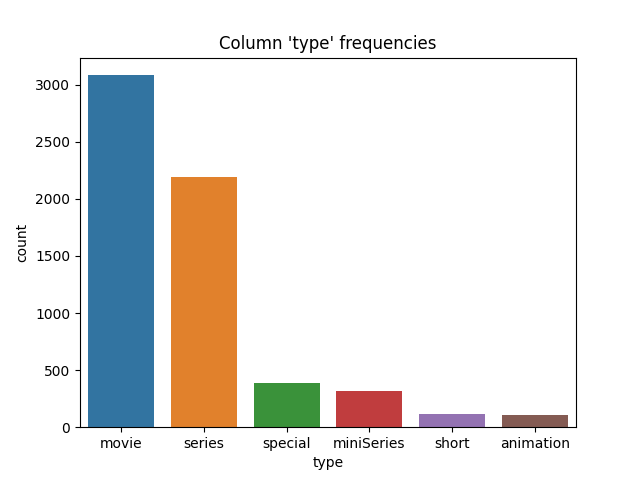 Column 'type' frequencies
3000
2500
2000
1500
1000
500
0
count
movie series special miniSeries short animation
type